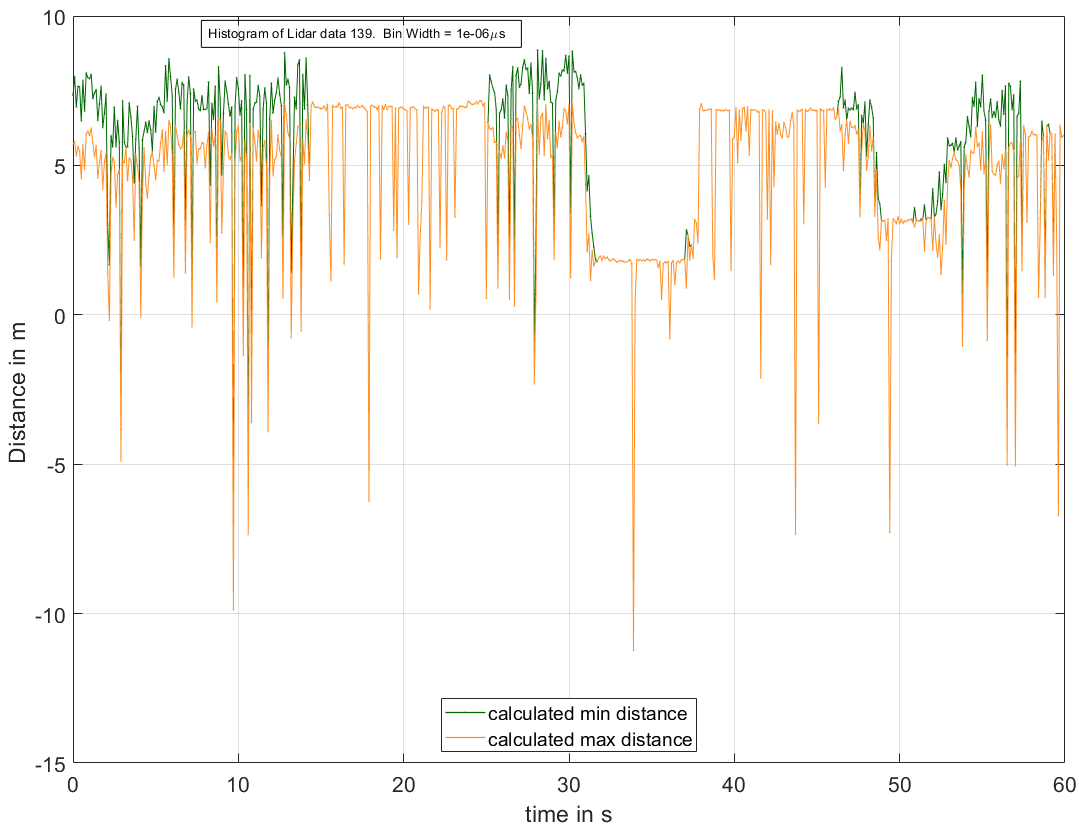 Histogram of Lidar data 139. Bin Width = 1e-06μs
10
5
0
-5
-10
-15
Distance in m
calculated min distance
calculated max distance
0 10 20 30 40 50 60
time in s